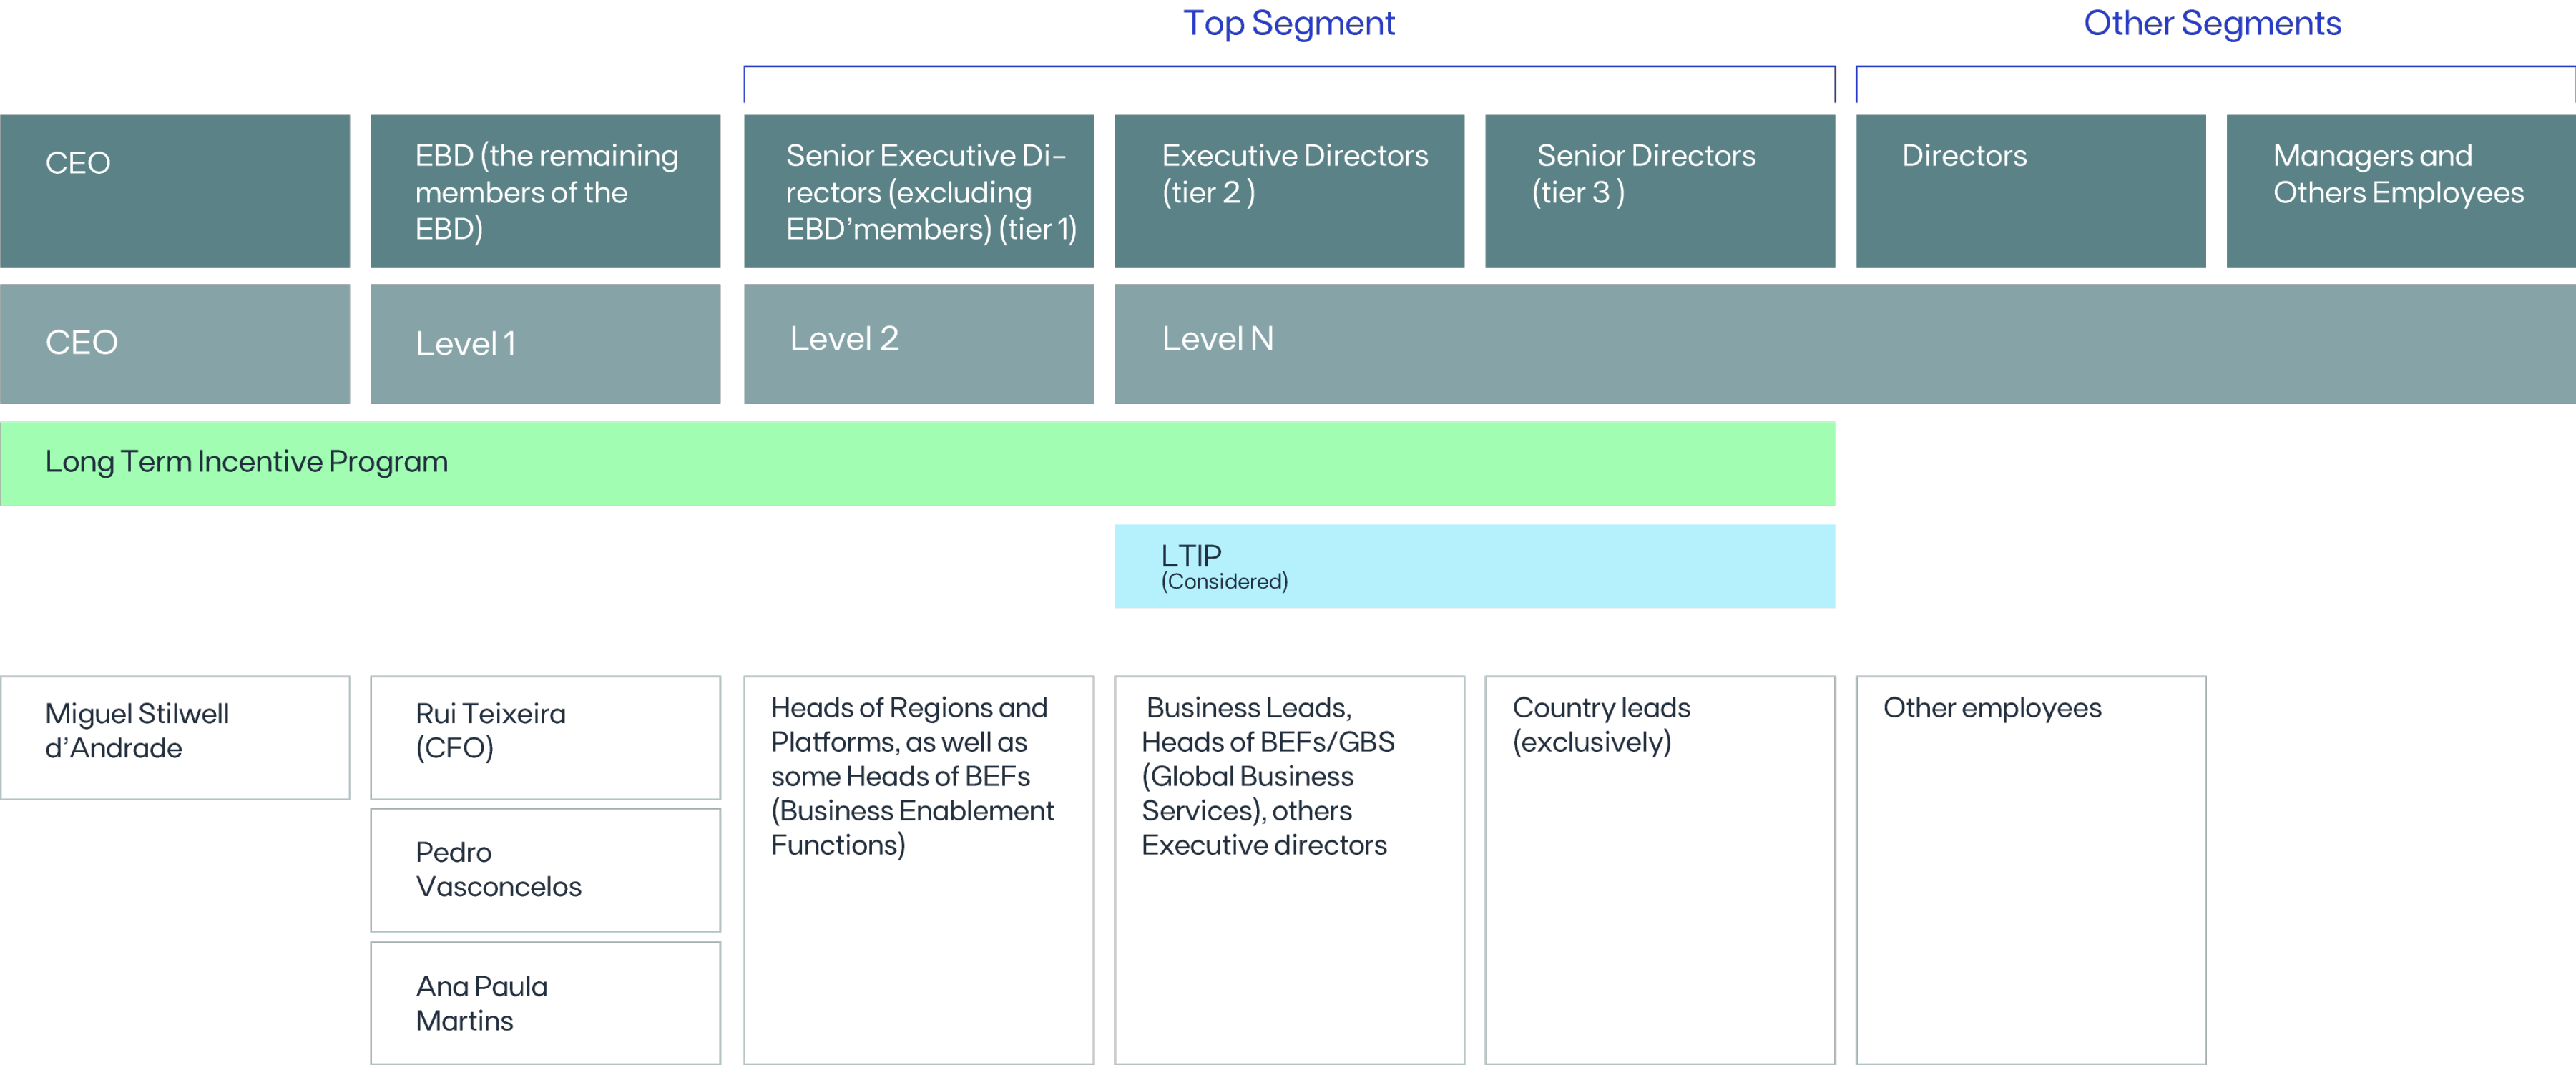 Top Segment
Other Segments
CEO
EBD (the remaining
members of the
EBD)
Senior Executive Di-
rectors (excluding
EBD’members) (tier 1)
Executive Directors
(tier 2 )
Senior Directors
(tier 3 )
Directors
Managers and
Others Employees
CEO
Level 1
Level 2
Level N
Long Term Incentive Program
LTIP
(Considered)
Miguel Stilwell
d’Andrade
Rui Teixeira
(CFO)
Pedro
Vasconcelos
Ana Paula
Martins
Heads of Regions and
Platforms, as well as
some Heads of BEFs
(Business Enablement
Functions)
Business Leads,
Heads of BEFs/GBS
(Global Business
Services), others
Executive directors
Country leads
(exclusively)
Other employees